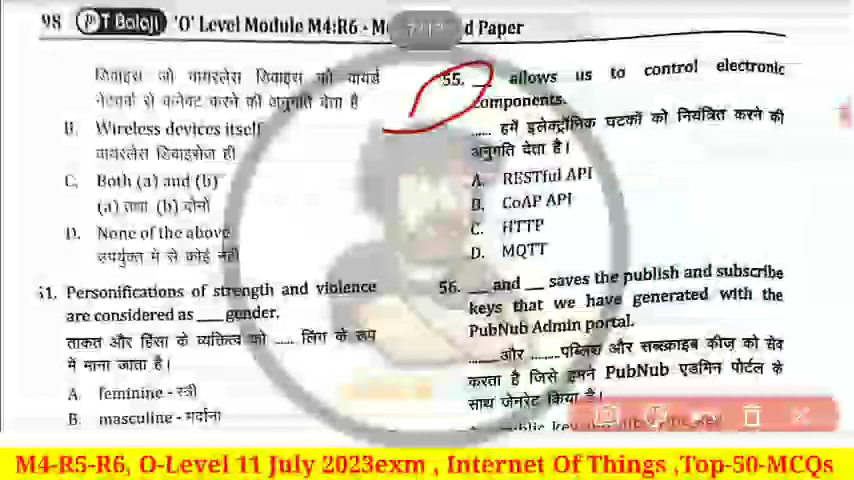 98 PT Balaji 'O' Level Module M4:R6 - M d Paper
डिवाइस जो वायरलेस डिवाइस को वायर्ड
नेटवर्क से कनेक्ट करने की अनुमति देता है
B. Wireless devices itself
वायरलेस डिवाइसेज ही
C. Both (a) and (b)
(a) तथा (b) दोनों
D. None of the above
उपर्युक्त में से कोई नहीं
51. Personifications of strength and violence
are considered as ___ gender.
ताकत और हिंसा के व्यक्तित्व को ..... लिंग के रूप
में माना जाता है।
A. feminine - स्त्री
B. masculine - मर्दाना
55. __ allows us to control electronic
components.
..... हमें इलेक्ट्रॉनिक घटकों को नियंत्रित करने की
अनुमति देता है।
A. RESTful API
B. CoAP API
C. HTTP
D. MQTT
56. ___ and __ saves the publish and subscribe
keys that we have generated with the
PubNub Admin portal.
.......और ........पब्लिश और सब्स्क्राइब कीज़ को सेव
करता है जिसे हमने PubNub एडमिन पोर्टल के
साथ जेनरेट किया है।
M4-R5-R6, O-Level 11 July 2023exm , Internet Of Things ,Top-50-MCQs